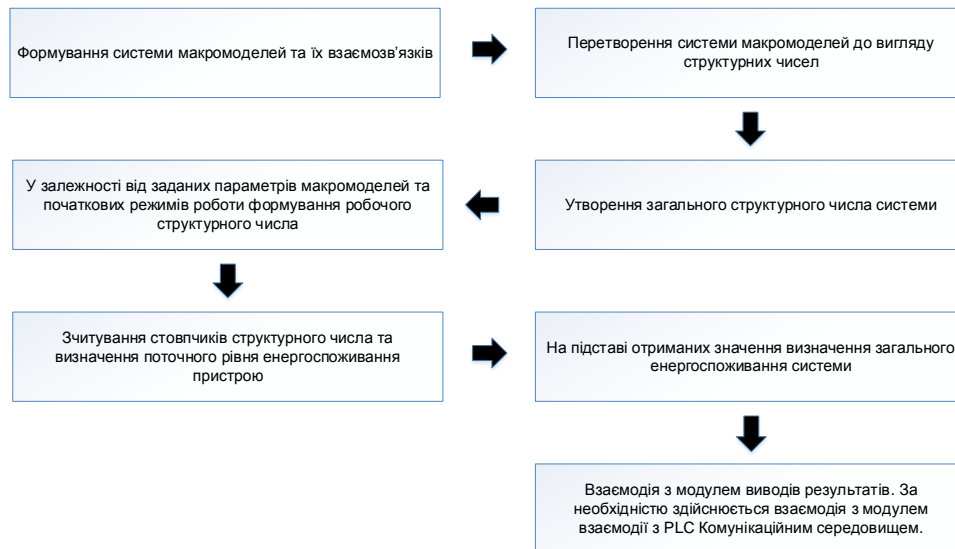 Формування системи макромоделей та їх взаємозв'язків
Перетворення системи макромоделей до вигляду
структурних чисел
У залежності від заданих параметрів макромоделей та
початкових режимів роботи формування робочого
структурного числа
Утворення загального структурного числа системи
Зчитування стовпчиків структурного числа та
визначення поточного рівня енергоспоживання
пристрою
На підставі отриманих значення визначення загального
енергоспоживання системи
Взаємодія з модулем виводів результатів. За
необхідністю здійснюється взаємодія з модулем
взаємодії з PLC Комунікаційним середовищем.